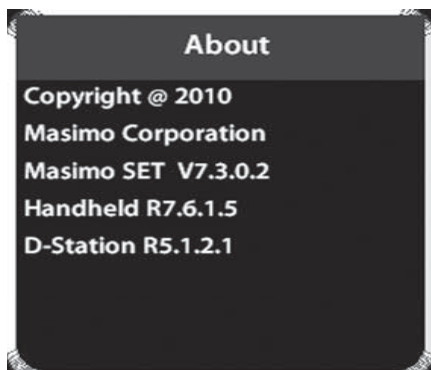 About
Copyright @ 2010
Masimo Corporation
Masimo SET V7.3.0.2
Handheld R7.6.1.5
D-Station R5.1.2.1